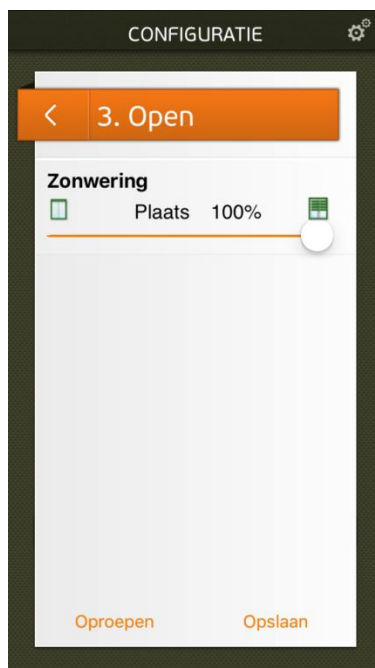 CONFIGURATIE
3. Open
Zonwering
Plaats 100%
Oproepen Opslaan